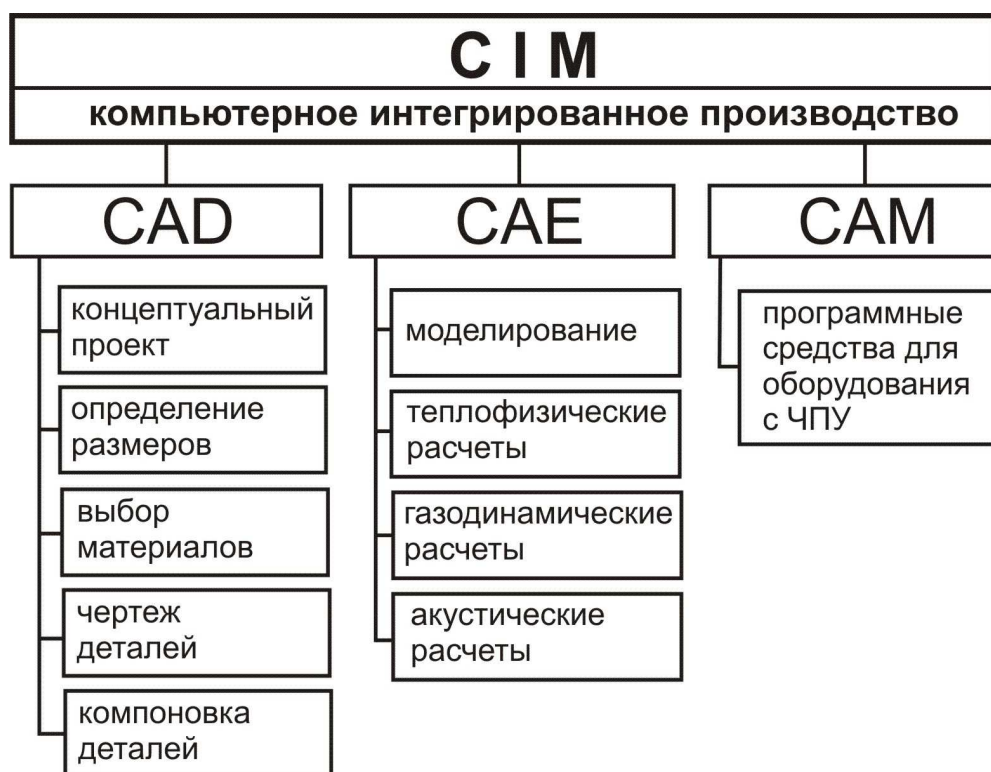 C I M
компьютерное интегрированное производство
CAD
концептуальный
проект
определение
размеров
выбор
материалов
чертеж
деталей
компоновка
деталей
CAE
моделирование
теплофизические
расчеты
газодинамические
расчеты
акустические
расчеты
CAM
программные
средства для
оборудования
с ЧПУ